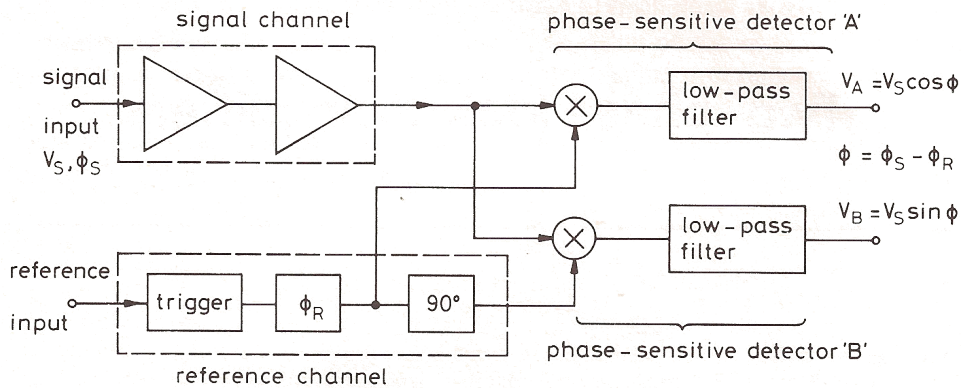 signal channel
phase-sensitive detector 'A'
signal
input
V_S, ϕ_S
×
low-pass
filter
V_A = V_S cos ϕ
ϕ = ϕ_S - ϕ_R
×
low-pass
filter
V_B = V_S sin ϕ
reference
input
trigger
ϕ_R
90°
phase-sensitive detector 'B'
reference channel